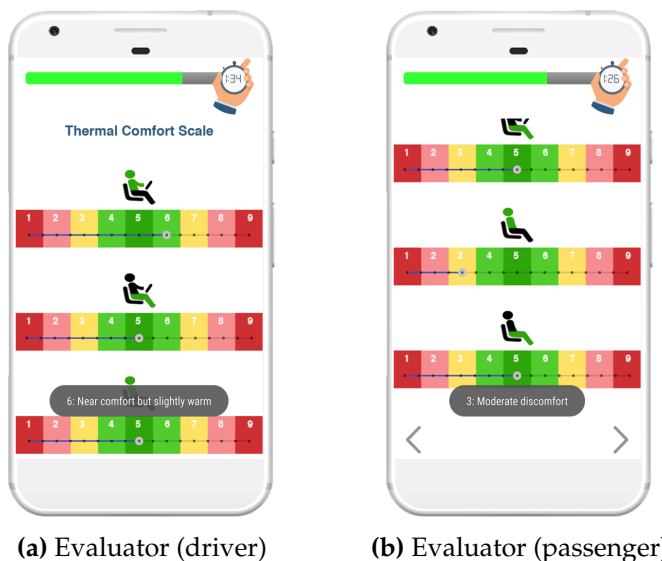 1:34
Thermal Comfort Scale
1 2 3 4 5 6 7 8 9
1 2 3 4 5 6 7 8 9
6: Near comfort but slightly warm
1 2 3 4 5 6 7 8 9
(a) Evaluator (driver)
1:26
1 2 3 4 5 6 7 8 9
1 2 3 4 5 6 7 8 9
1 2 3 4 5 6 7 8 9
3: Moderate discomfort
(b) Evaluator (passenger)